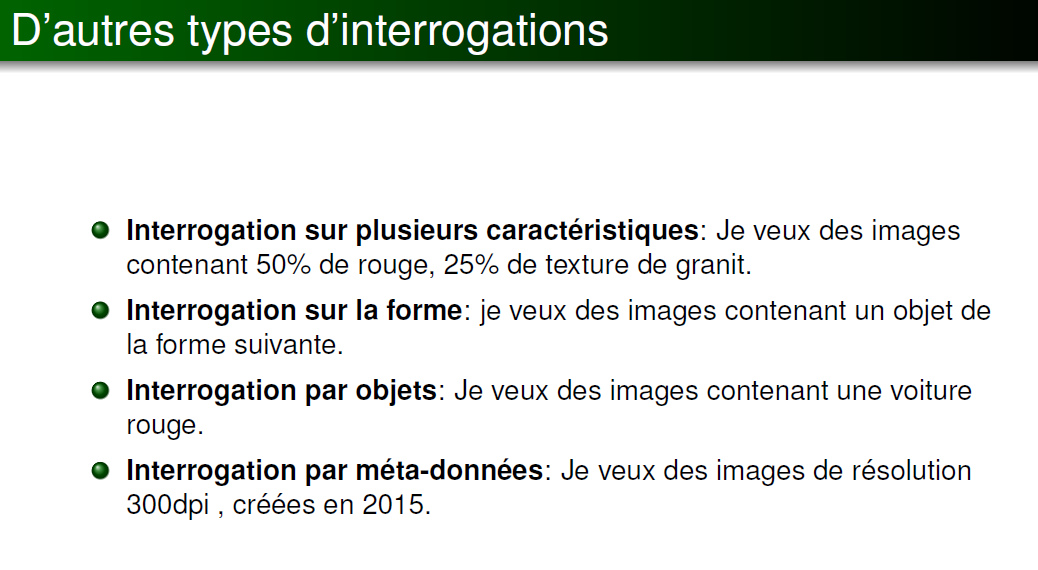 D'autres types d'interrogations
Interrogation sur plusieurs caractéristiques: Je veux des images
contenant 50% de rouge, 25% de texture de granit.
Interrogation sur la forme: je veux des images contenant un objet de
la forme suivante.
Interrogation par objets: Je veux des images contenant une voiture
rouge.
Interrogation par méta-données: Je veux des images de résolution
300dpi , créées en 2015.